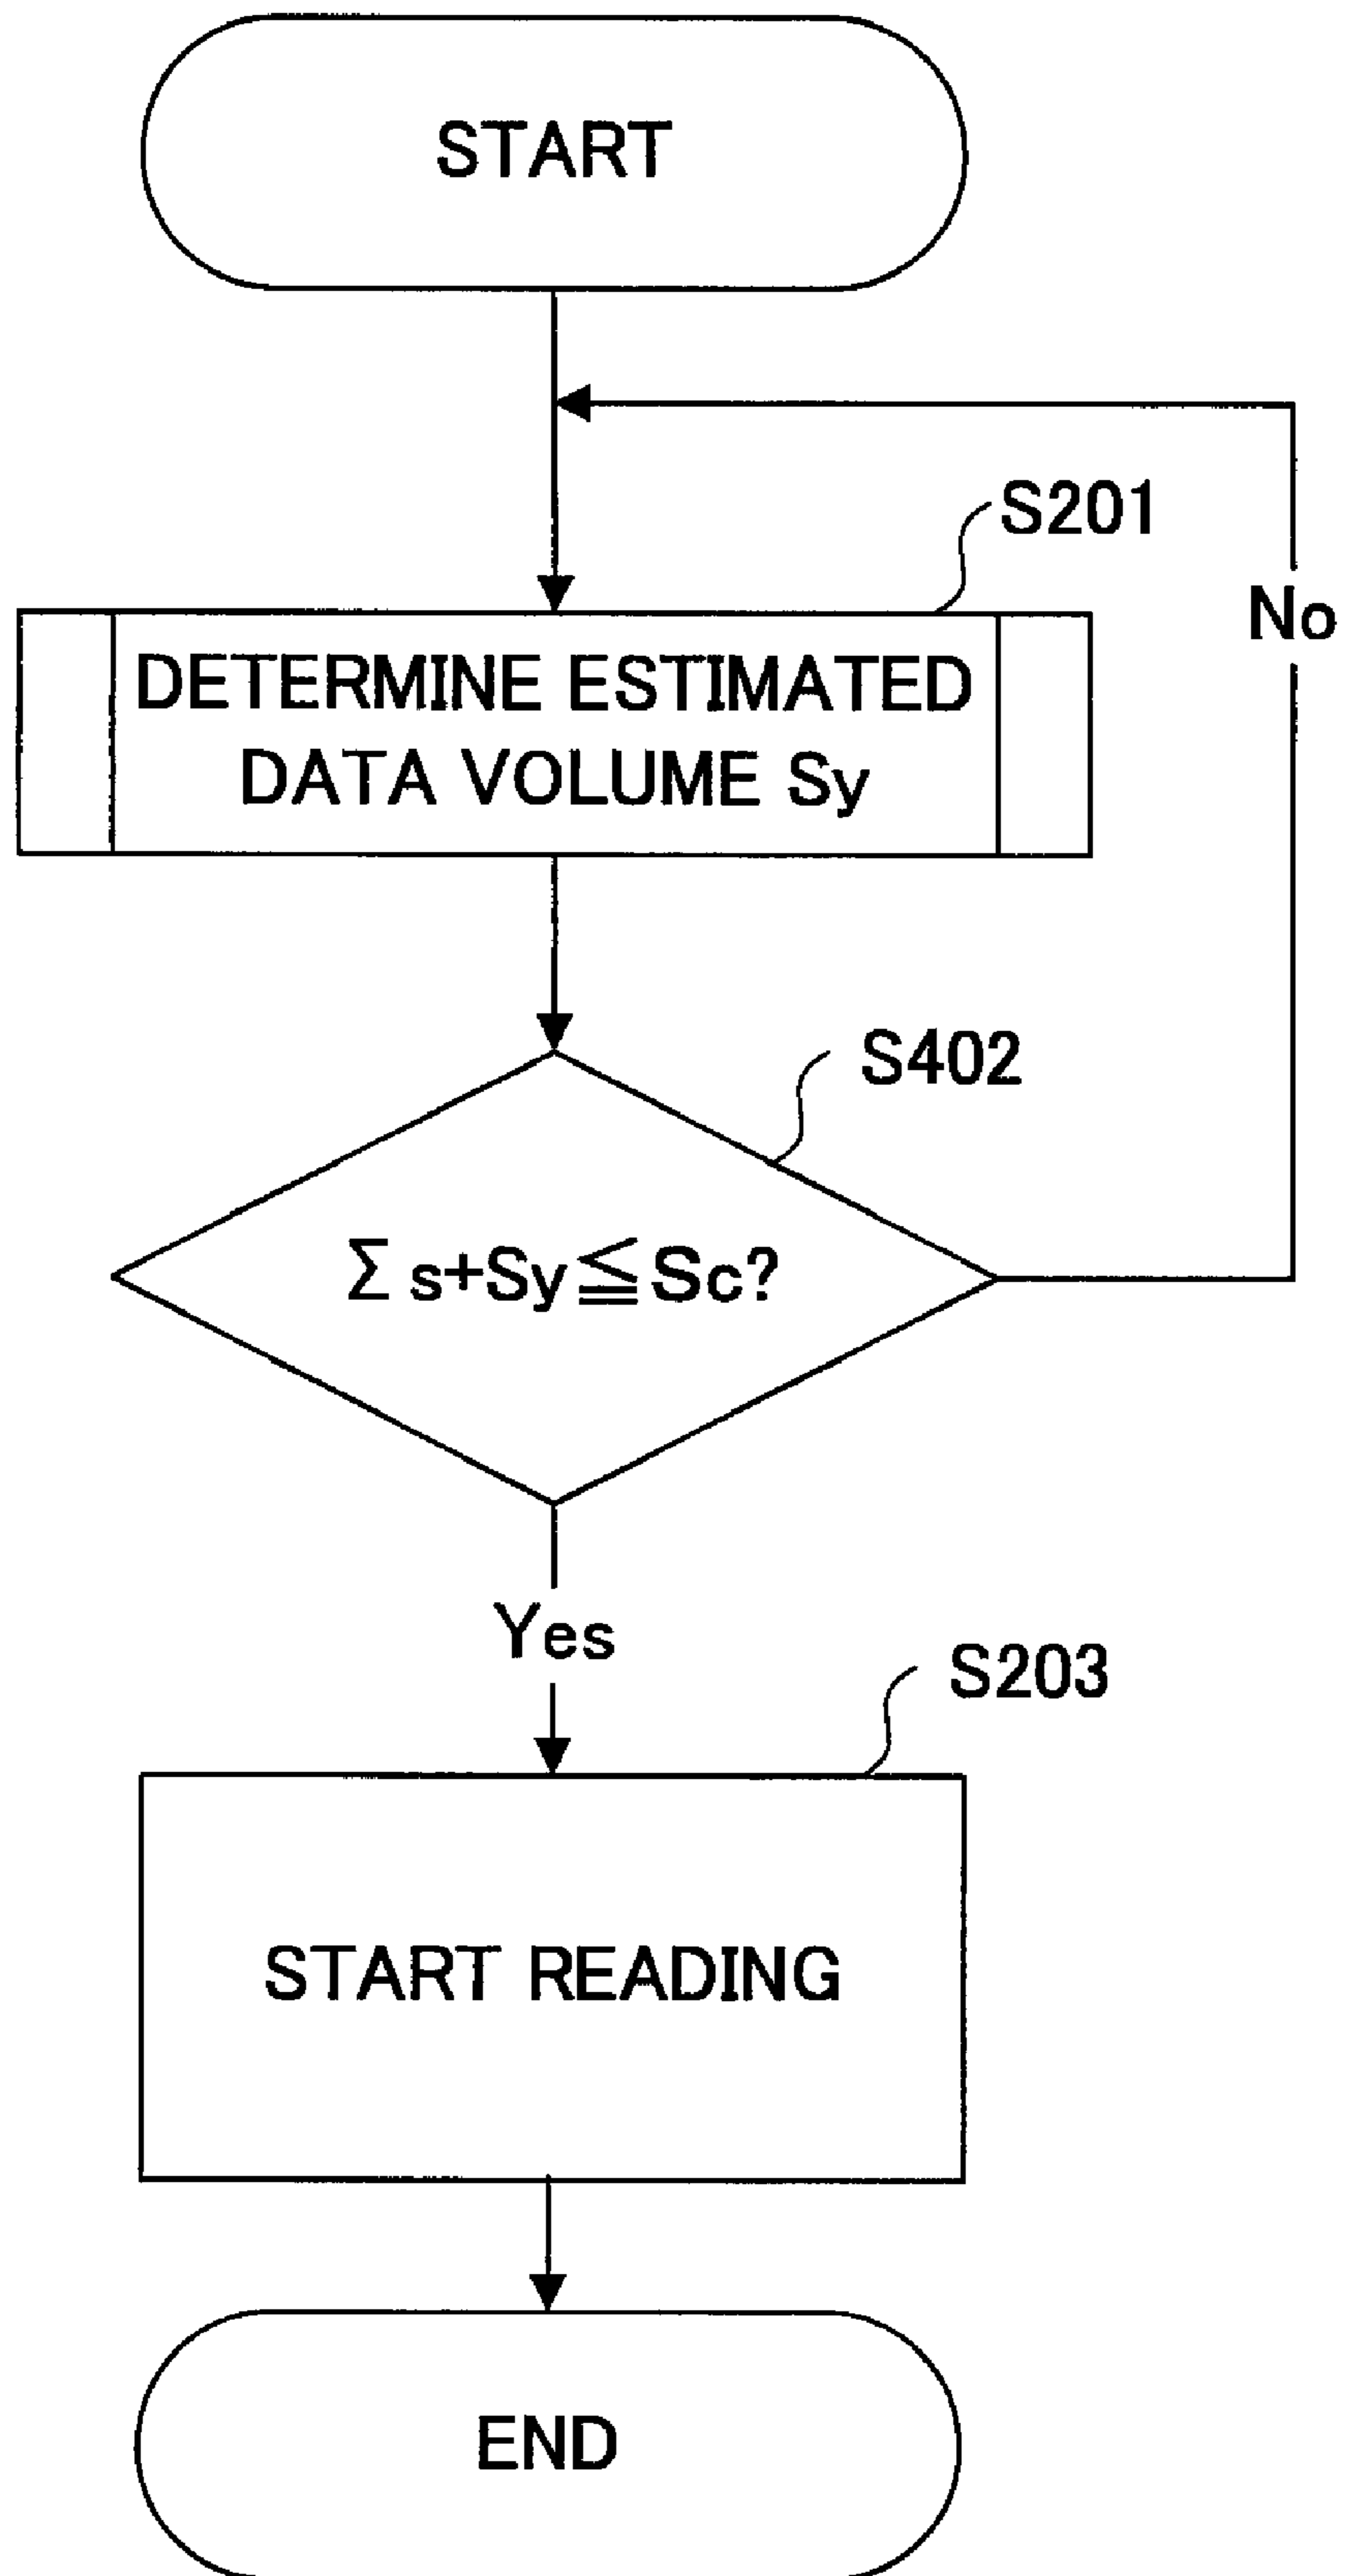 START
S201
No
DETERMINE ESTIMATED
DATA VOLUME Sy
S402
Σs+Sy≦Sc?
Yes
S203
START READING
END